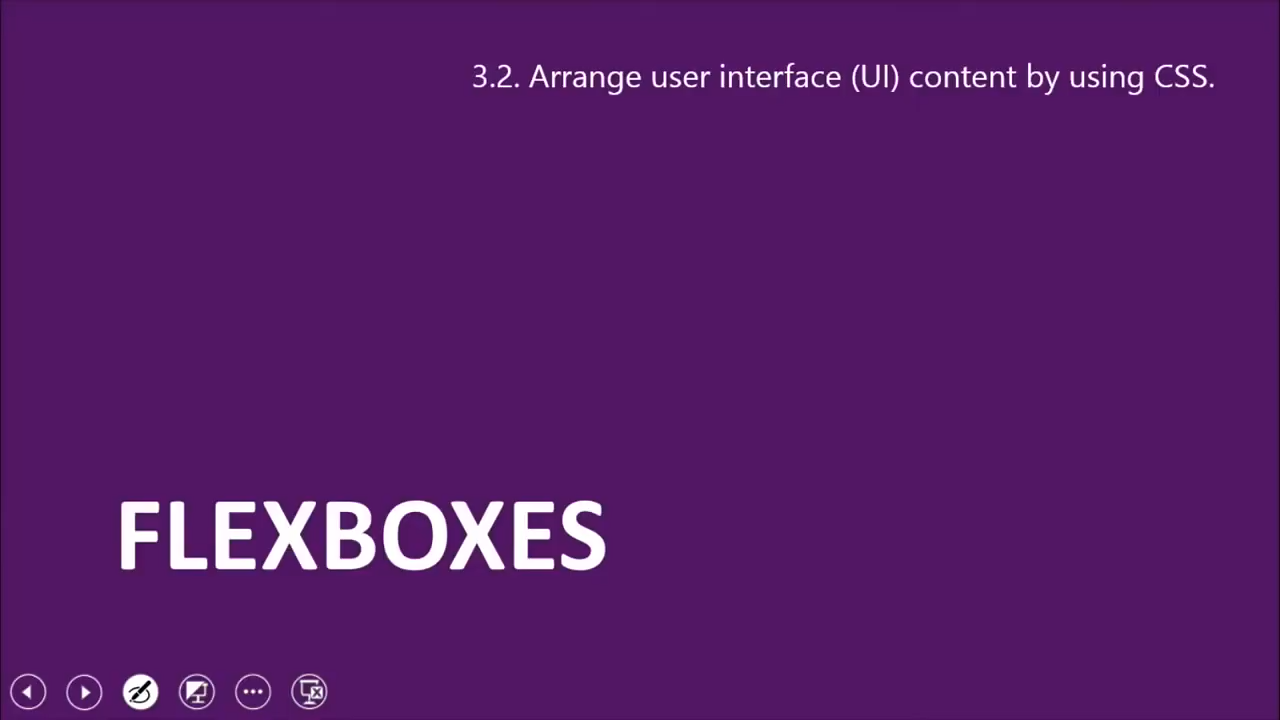 3.2. Arrange user interface (UI) content by using CSS.
FLEXBOXES